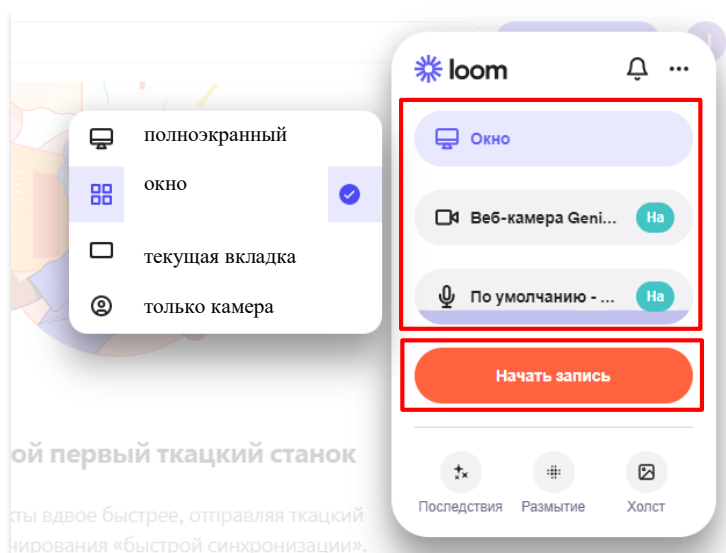 loom
полноэкранный
окно
текущая вкладка
только камера
Окно
Веб-камера Geni... На
По умолчанию - ... На
Начать запись
Последствия Размытие Холст
ой первый ткацкий станок
кты вдвое быстрее, отправляя ткацкий
нирования «быстрой синхронизации».